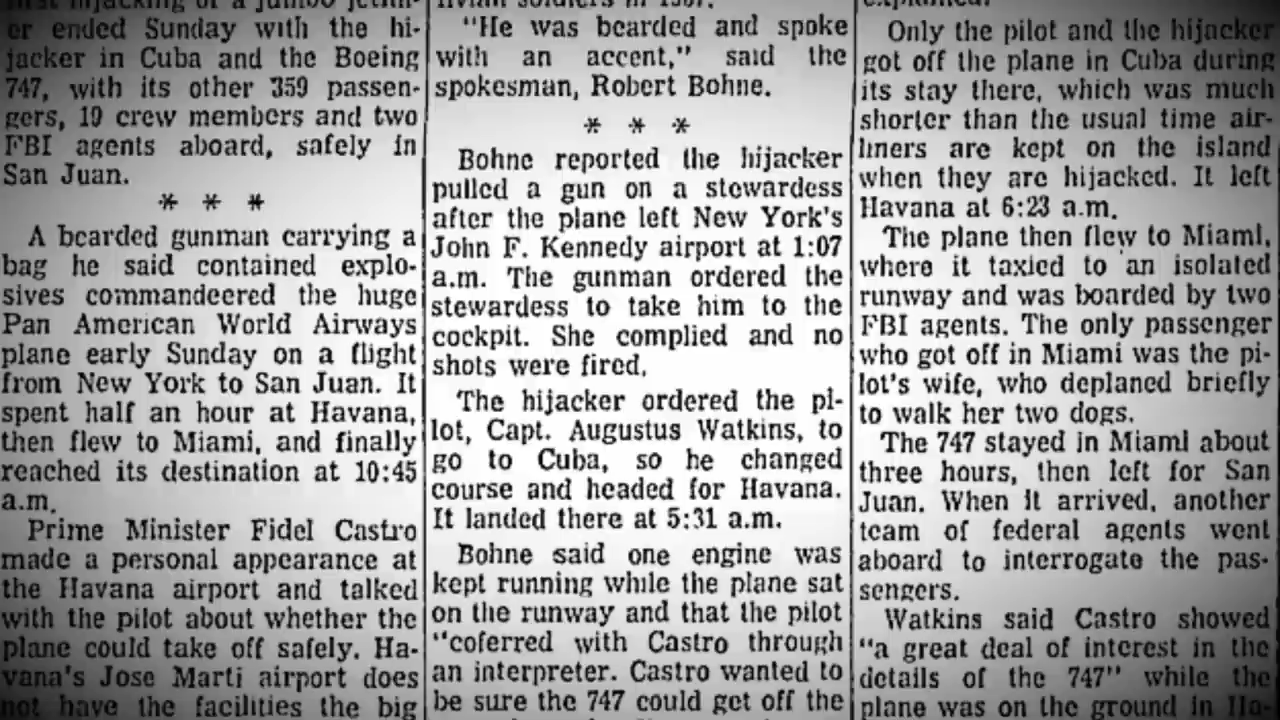 first hijacking of a jumbo jetlin-
er ended Sunday with the hi-
jacker in Cuba and the Boeing
747, with its other 359 passen-
gers, 19 crew members and two
FBI agents aboard, safely in
San Juan.
* * *
A bearded gunman carrying a
bag he said contained explo-
sives commandeered the huge
Pan American World Airways
plane early Sunday on a flight
from New York to San Juan. It
spent half an hour at Havana,
then flew to Miami, and finally
reached its destination at 10:45
a.m.
Prime Minister Fidel Castro
made a personal appearance at
the Havana airport and talked
with the pilot about whether the
plane could take off safely. Ha-
vana's Jose Marti airport does
not have the facilities the big
soldiers in 1967.
"He was bearded and spoke
with an accent," said the
spokesman, Robert Bohne.
* * *
Bohne reported the hijacker
pulled a gun on a stewardess
after the plane left New York's
John F. Kennedy airport at 1:07
a.m. The gunman ordered the
stewardess to take him to the
cockpit. She complied and no
shots were fired.
The hijacker ordered the pi-
lot, Capt. Augustus Watkins, to
go to Cuba, so he changed
course and headed for Havana.
It landed there at 5:31 a.m.
Bohne said one engine was
kept running while the plane sat
on the runway and that the pilot
"coferred with Castro through
an interpreter. Castro wanted to
be sure the 747 could get off the
Only the pilot and the hijacker
got off the plane in Cuba during
its stay there, which was much
shorter than the usual time air-
liners are kept on the island
when they are hijacked. It left
Havana at 6:23 a.m.
The plane then flew to Miami,
where it taxied to an isolated
runway and was boarded by two
FBI agents. The only passenger
who got off in Miami was the pi-
lot's wife, who deplaned briefly
to walk her two dogs.
The 747 stayed in Miami about
three hours, then left for San
Juan. When it arrived, another
team of federal agents went
aboard to interrogate the pas-
sengers.
Watkins said Castro showed
"a great deal of interest in the
details of the 747" while the
plane was on the ground in Ha-